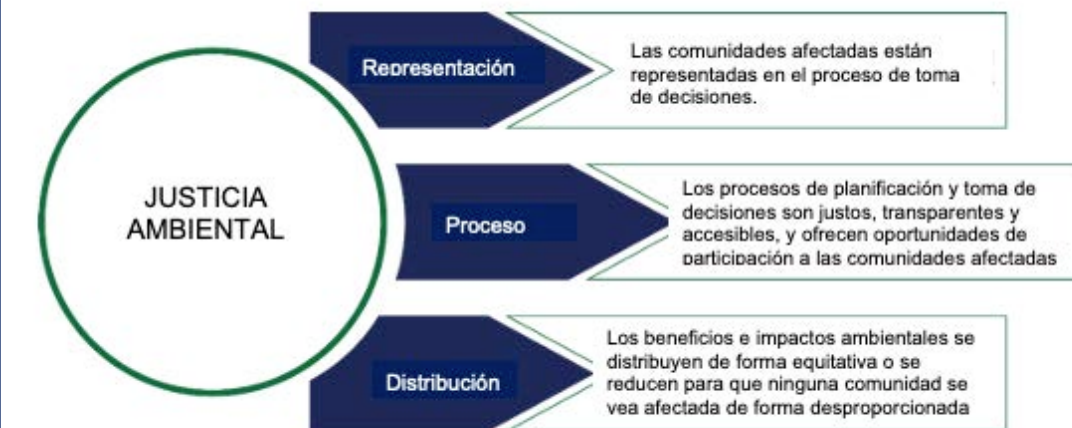 JUSTICIA
AMBIENTAL
Representación
Las comunidades afectadas están
representadas en el proceso de toma
de decisiones.
Proceso
Los procesos de planificación y toma de
decisiones son justos, transparentes y
accesibles, y ofrecen oportunidades de
participación a las comunidades afectadas
Distribución
Los beneficios e impactos ambientales se
distribuyen de forma equitativa o se
reducen para que ninguna comunidad se
vea afectada de forma desproporcionada